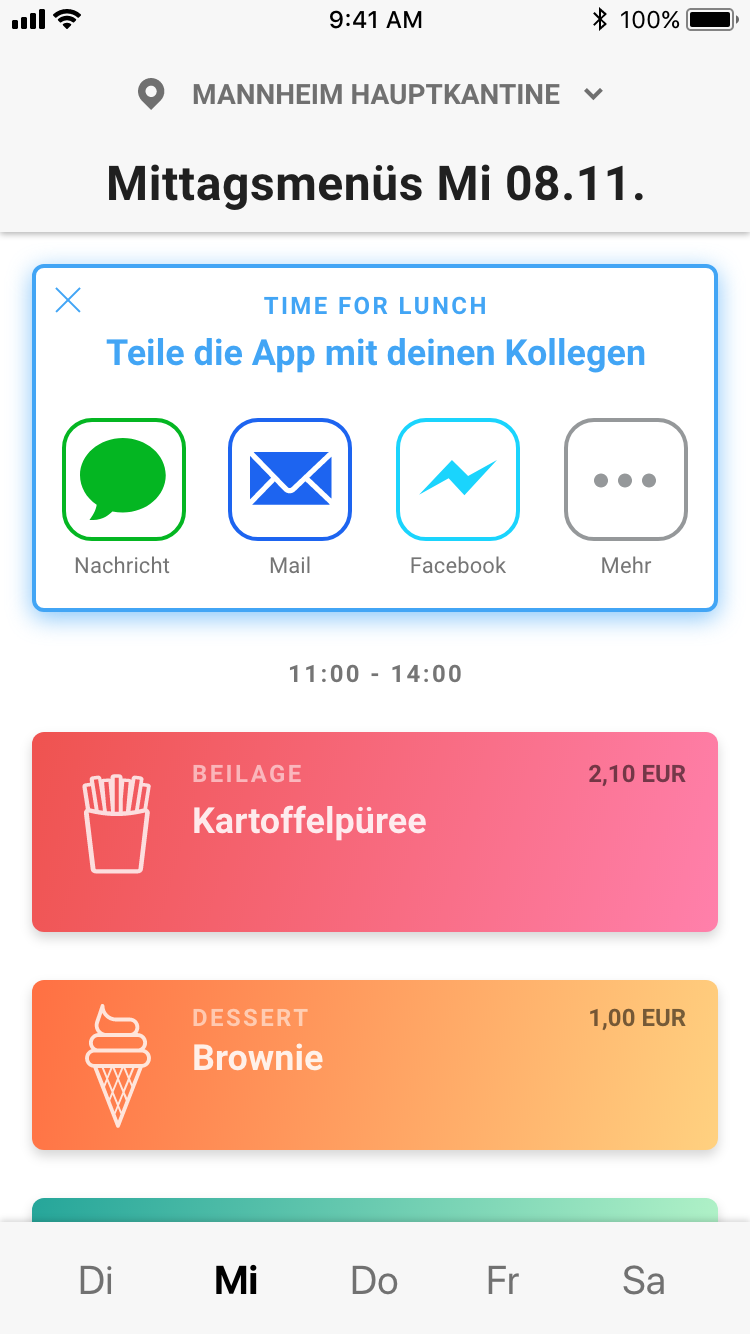 9:41 AM
100%
MANNHEIM HAUPTKANTINE
Mittagsmenüs Mi 08.11.
TIME FOR LUNCH
Teile die App mit deinen Kollegen
Nachricht Mail Facebook Mehr
11:00 - 14:00
BEILAGE 2,10 EUR
Kartoffelpüree
DESSERT 1,00 EUR
Brownie
Di Mi Do Fr Sa